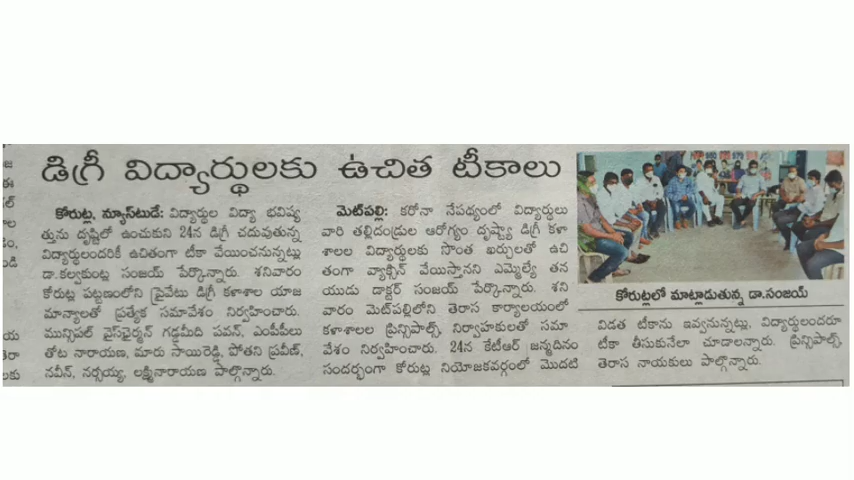 డిగ్రీ విద్యార్థులకు ఉచిత టీకాలు
కోరుట్ల, న్యూస్‌టుడే: విద్యార్థుల విద్యా భవిష్య
త్తును దృష్టిలో ఉంచుకుని 24న డిగ్రీ చదువుతున్న
విద్యార్థులందరికీ ఉచితంగా టీకా వేయించనున్నట్లు
డా.కల్వకుంట్ల సంజయ్ పేర్కొన్నారు. శనివారం
కోరుట్ల పట్టణంలోని ప్రైవేటు డిగ్రీ కళాశాల యాజ
మాన్యాలతో ప్రత్యేక సమావేశం నిర్వహించారు.
మున్సిపల్ వైస్‌ఛైర్మన్ గడ్డమీది పవన్, ఎంపీపీలు
తోట నారాయణ, మారు సాయిరెడ్డి, పోతని ప్రవీణ్,
నవీన్, నర్సయ్య, లక్ష్మీనారాయణ పాల్గొన్నారు.
మెట్‌పల్లి: కరోనా నేపథ్యంలో విద్యార్థులు
వారి తల్లిదండ్రుల ఆరోగ్యం దృష్ట్యా డిగ్రీ కళా
శాలల విద్యార్థులకు సొంత ఖర్చులతో ఉచి
తంగా వ్యాక్సిన్ వేయిస్తానని ఎమ్మెల్యే తన
యుడు డాక్టర్ సంజయ్ పేర్కొన్నారు. శని
వారం మెట్‌పల్లిలోని తెరాస కార్యాలయంలో
కళాశాలల ప్రిన్సిపాల్స్, నిర్వాహకులతో సమా
వేశం నిర్వహించారు. 24న కేటీఆర్ జన్మదినం
సందర్భంగా కోరుట్ల నియోజకవర్గంలో మొదటి
కోరుట్లలో మాట్లాడుతున్న డా.సంజయ్
విడత టీకాను ఇవ్వనున్నట్లు, విద్యార్థులందరూ
టీకా తీసుకునేలా చూడాలన్నారు. ప్రిన్సిపాల్స్,
తెరాస నాయకులు పాల్గొన్నారు.